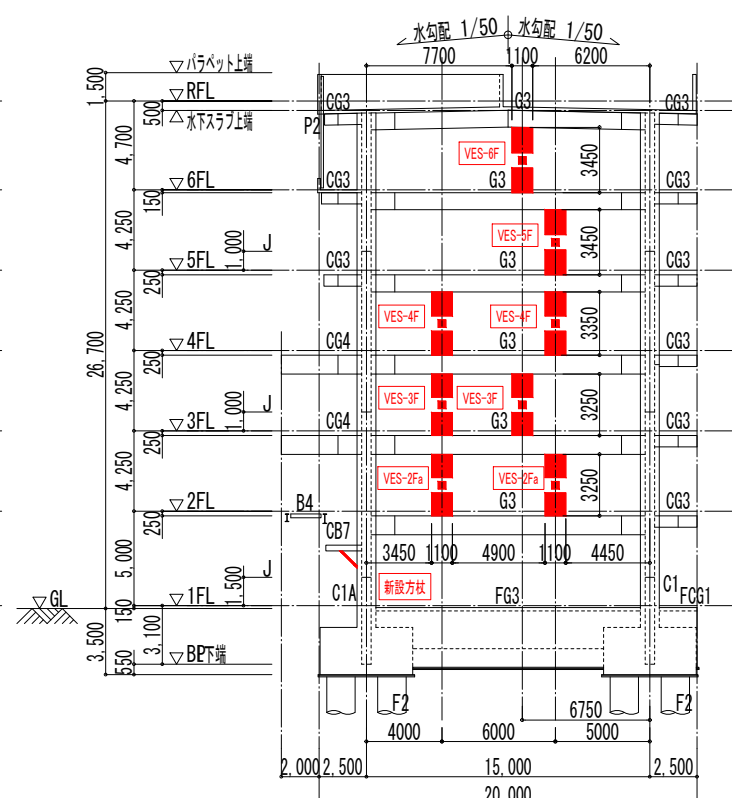 水勾配 1/50 水勾配 1/50
7700 1100 6200
パラペット上端
1,500
RFL
500
水下スラブ上端
CG3 G3 CG3
P2
4,700
VES-6F
3450
6FL
CG3 G3 CG3
150
4,250
VES-5F
3450
1,000 J
5FL
CG3 G3 CG3
250
4,250
VES-4F VES-4F
3350
26,700
4FL
CG4 G3 CG3
250
4,250
VES-3F VES-3F
3250
1,000 J
3FL
CG4 G3 CG3
250
4,250
VES-2Fa VES-2Fa
3250
2FL
B4 G3 CG3
250
CB7
5,000
3450 1100 4900 1100 4450
1,500 J
新設方杖
GL
1FL
C1A FG3 C1 FCG1
150
3,500
3,100
BP下端
550
F2 F2
6750
4000 6000 5000
2,000 2,500 15,000 2,500
20,000